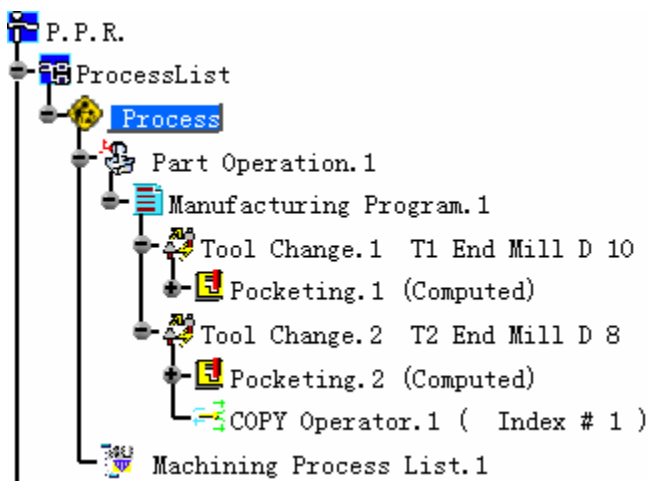 P.P.R.
ProcessList
Process
Part Operation.1
Manufacturing Program.1
Tool Change.1 T1 End Mill D 10
Pocketing.1 (Computed)
Tool Change.2 T2 End Mill D 8
Pocketing.2 (Computed)
COPY Operator.1 ( Index # 1 )
Machining Process List.1